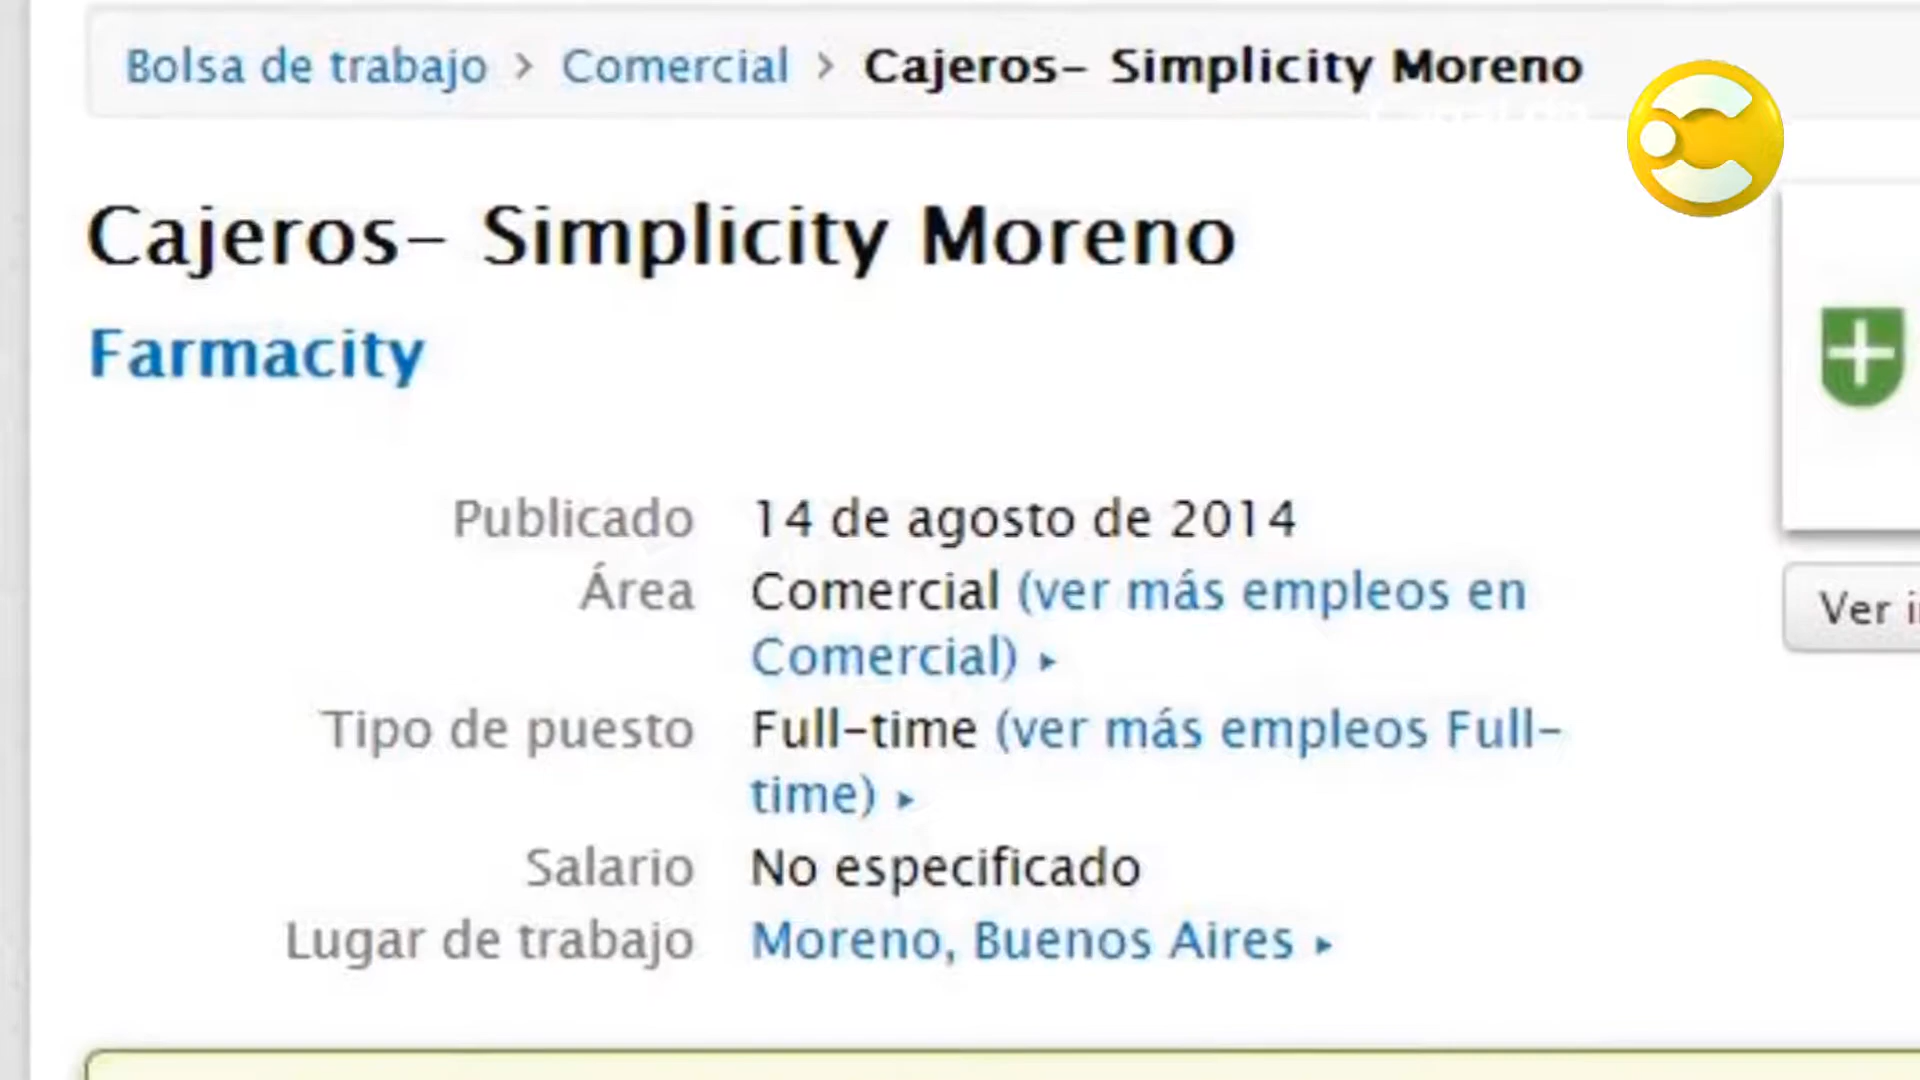 Bolsa de trabajo > Comercial > Cajeros- Simplicity Moreno
Cajeros- Simplicity Moreno
Farmacity
Publicado 14 de agosto de 2014
Área Comercial (ver más empleos en
Comercial) ▸
Tipo de puesto Full-time (ver más empleos Full-
time) ▸
Salario No especificado
Lugar de trabajo Moreno, Buenos Aires ▸
Ver